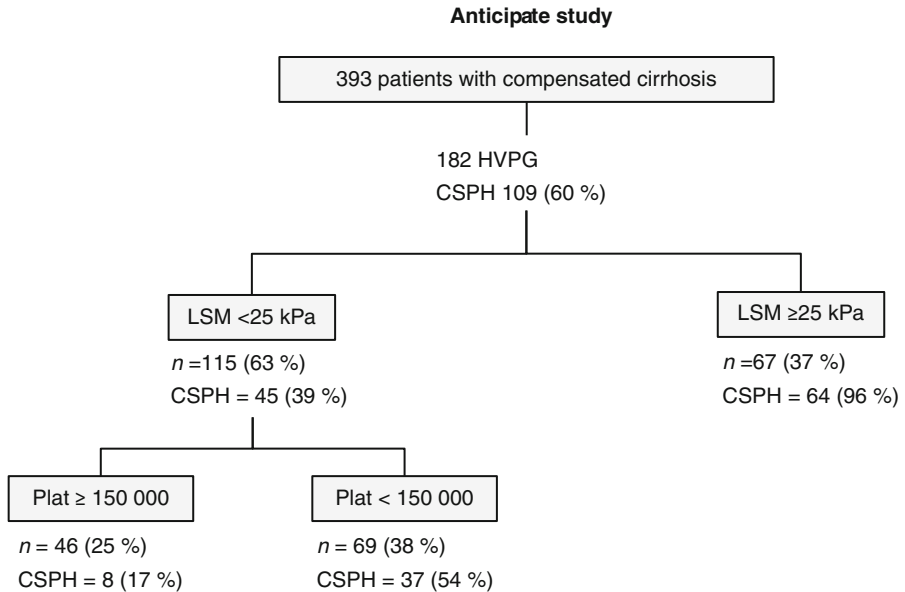 Anticipate study
393 patients with compensated cirrhosis
182 HVPG
CSPH 109 (60 %)
LSM <25 kPa
n =115 (63 %)
CSPH = 45 (39 %)
LSM ≥25 kPa
n =67 (37 %)
CSPH = 64 (96 %)
Plat ≥ 150 000
n = 46 (25 %)
CSPH = 8 (17 %)
Plat < 150 000
n = 69 (38 %)
CSPH = 37 (54 %)